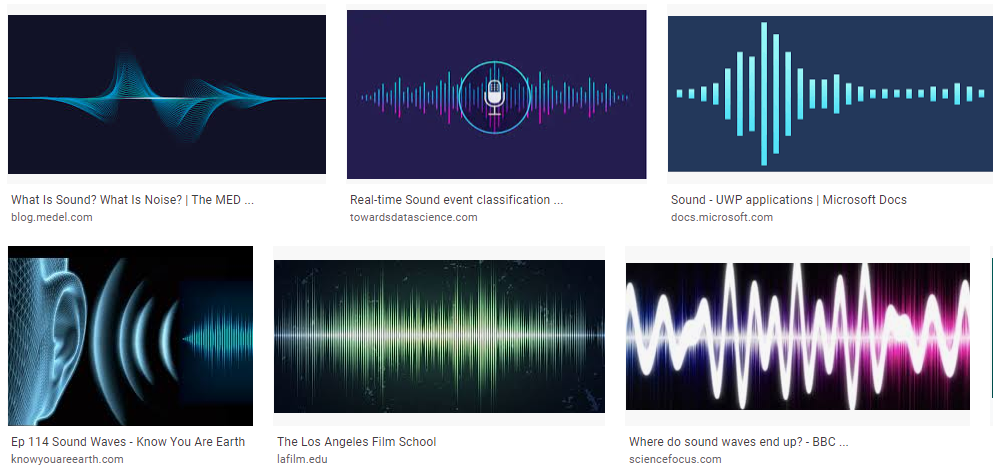 What Is Sound? What Is Noise? | The MED ...
blog.medel.com
Real-time Sound event classification ...
towardsdatascience.com
Sound - UWP applications | Microsoft Docs
docs.microsoft.com
Ep 114 Sound Waves - Know You Are Earth
knowyouareearth.com
The Los Angeles Film School
lafilm.edu
Where do sound waves end up? - BBC ...
sciencefocus.com